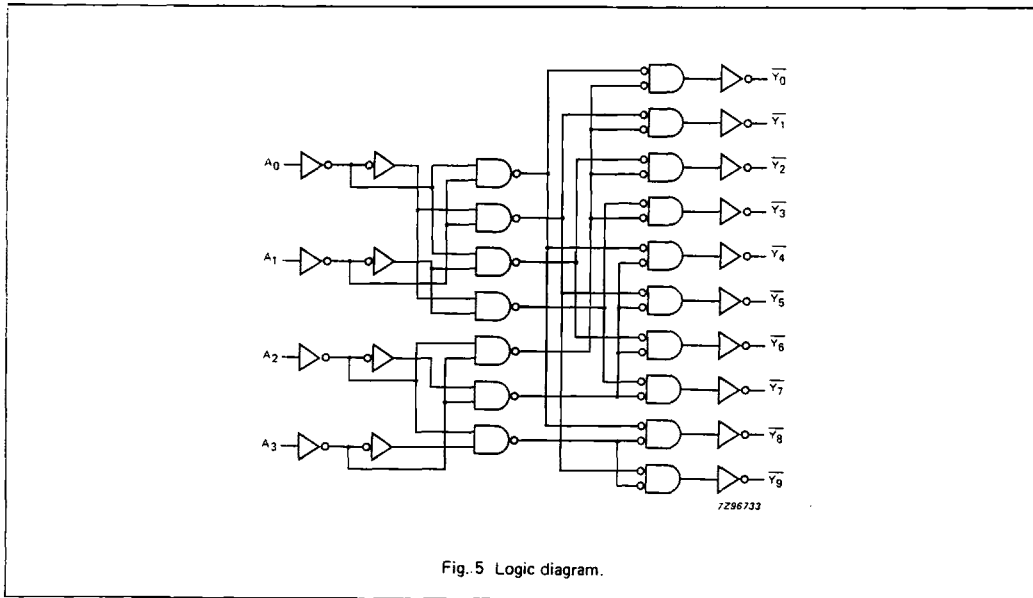 A0
A1
A2
A3
Y0
Y1
Y2
Y3
Y4
Y5
Y6
Y7
Y8
Y9
7Z96733
Fig. 5 Logic diagram.